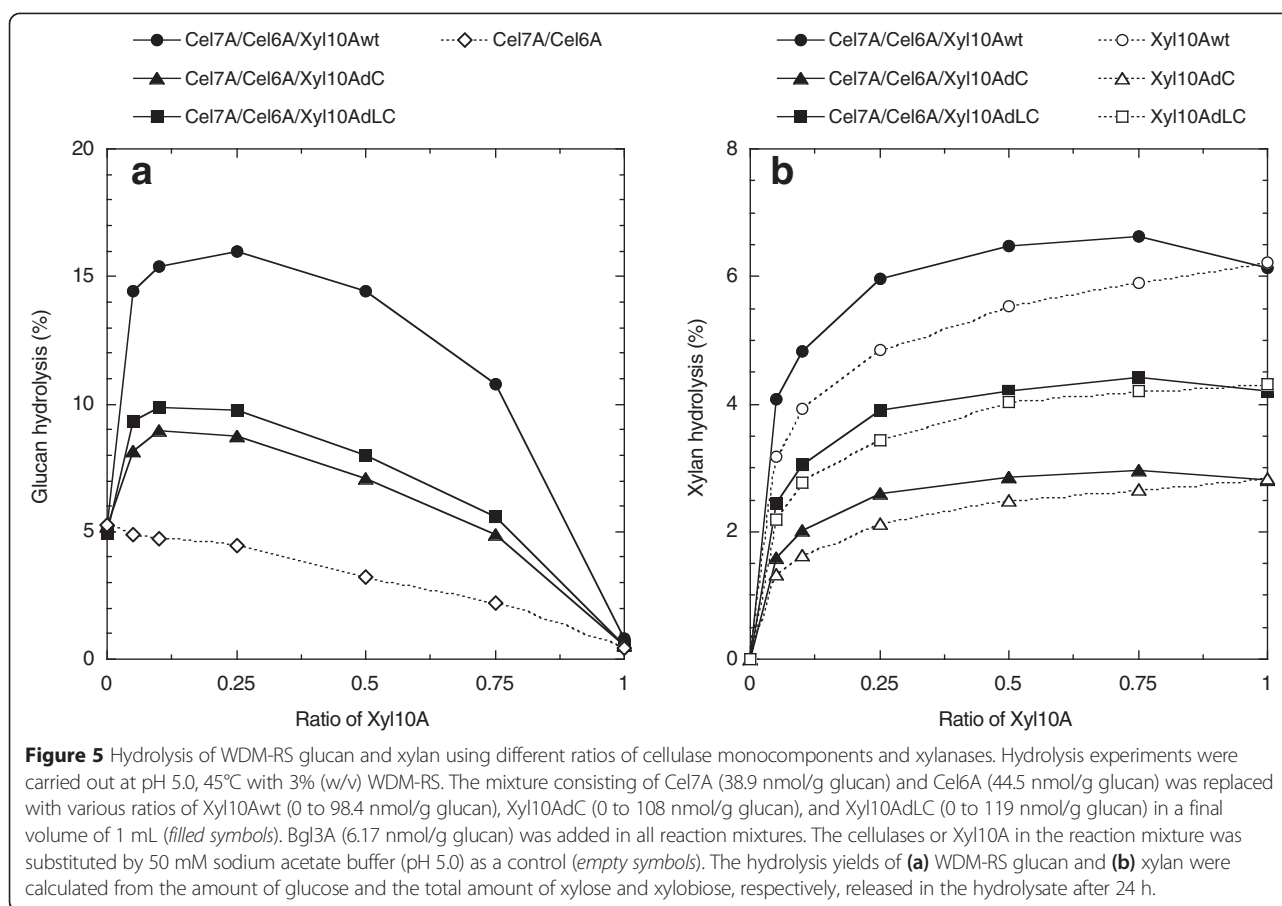 Cel7A/Cel6A/Xyl10Awt
Cel7A/Cel6A
Cel7A/Cel6A/Xyl10AdC
Cel7A/Cel6A/Xyl10AdLC
a
Glucan hydrolysis (%)
20
15
10
5
0
0 0.25 0.5 0.75 1
Ratio of Xyl10A
Cel7A/Cel6A/Xyl10Awt
Xyl10Awt
Cel7A/Cel6A/Xyl10AdC
Xyl10AdC
Cel7A/Cel6A/Xyl10AdLC
Xyl10AdLC
b
Xylan hydrolysis (%)
8
6
4
2
0
0 0.25 0.5 0.75 1
Ratio of Xyl10A
Figure 5 Hydrolysis of WDM-RS glucan and xylan using different ratios of cellulase monocomponents and xylanases. Hydrolysis experiments were
carried out at pH 5.0, 45°C with 3% (w/v) WDM-RS. The mixture consisting of Cel7A (38.9 nmol/g glucan) and Cel6A (44.5 nmol/g glucan) was replaced
with various ratios of Xyl10Awt (0 to 98.4 nmol/g glucan), Xyl10AdC (0 to 108 nmol/g glucan), and Xyl10AdLC (0 to 119 nmol/g glucan) in a final
volume of 1 mL (filled symbols). Bgl3A (6.17 nmol/g glucan) was added in all reaction mixtures. The cellulases or Xyl10A in the reaction mixture was
substituted by 50 mM sodium acetate buffer (pH 5.0) as a control (empty symbols). The hydrolysis yields of (a) WDM-RS glucan and (b) xylan were
calculated from the amount of glucose and the total amount of xylose and xylobiose, respectively, released in the hydrolysate after 24 h.